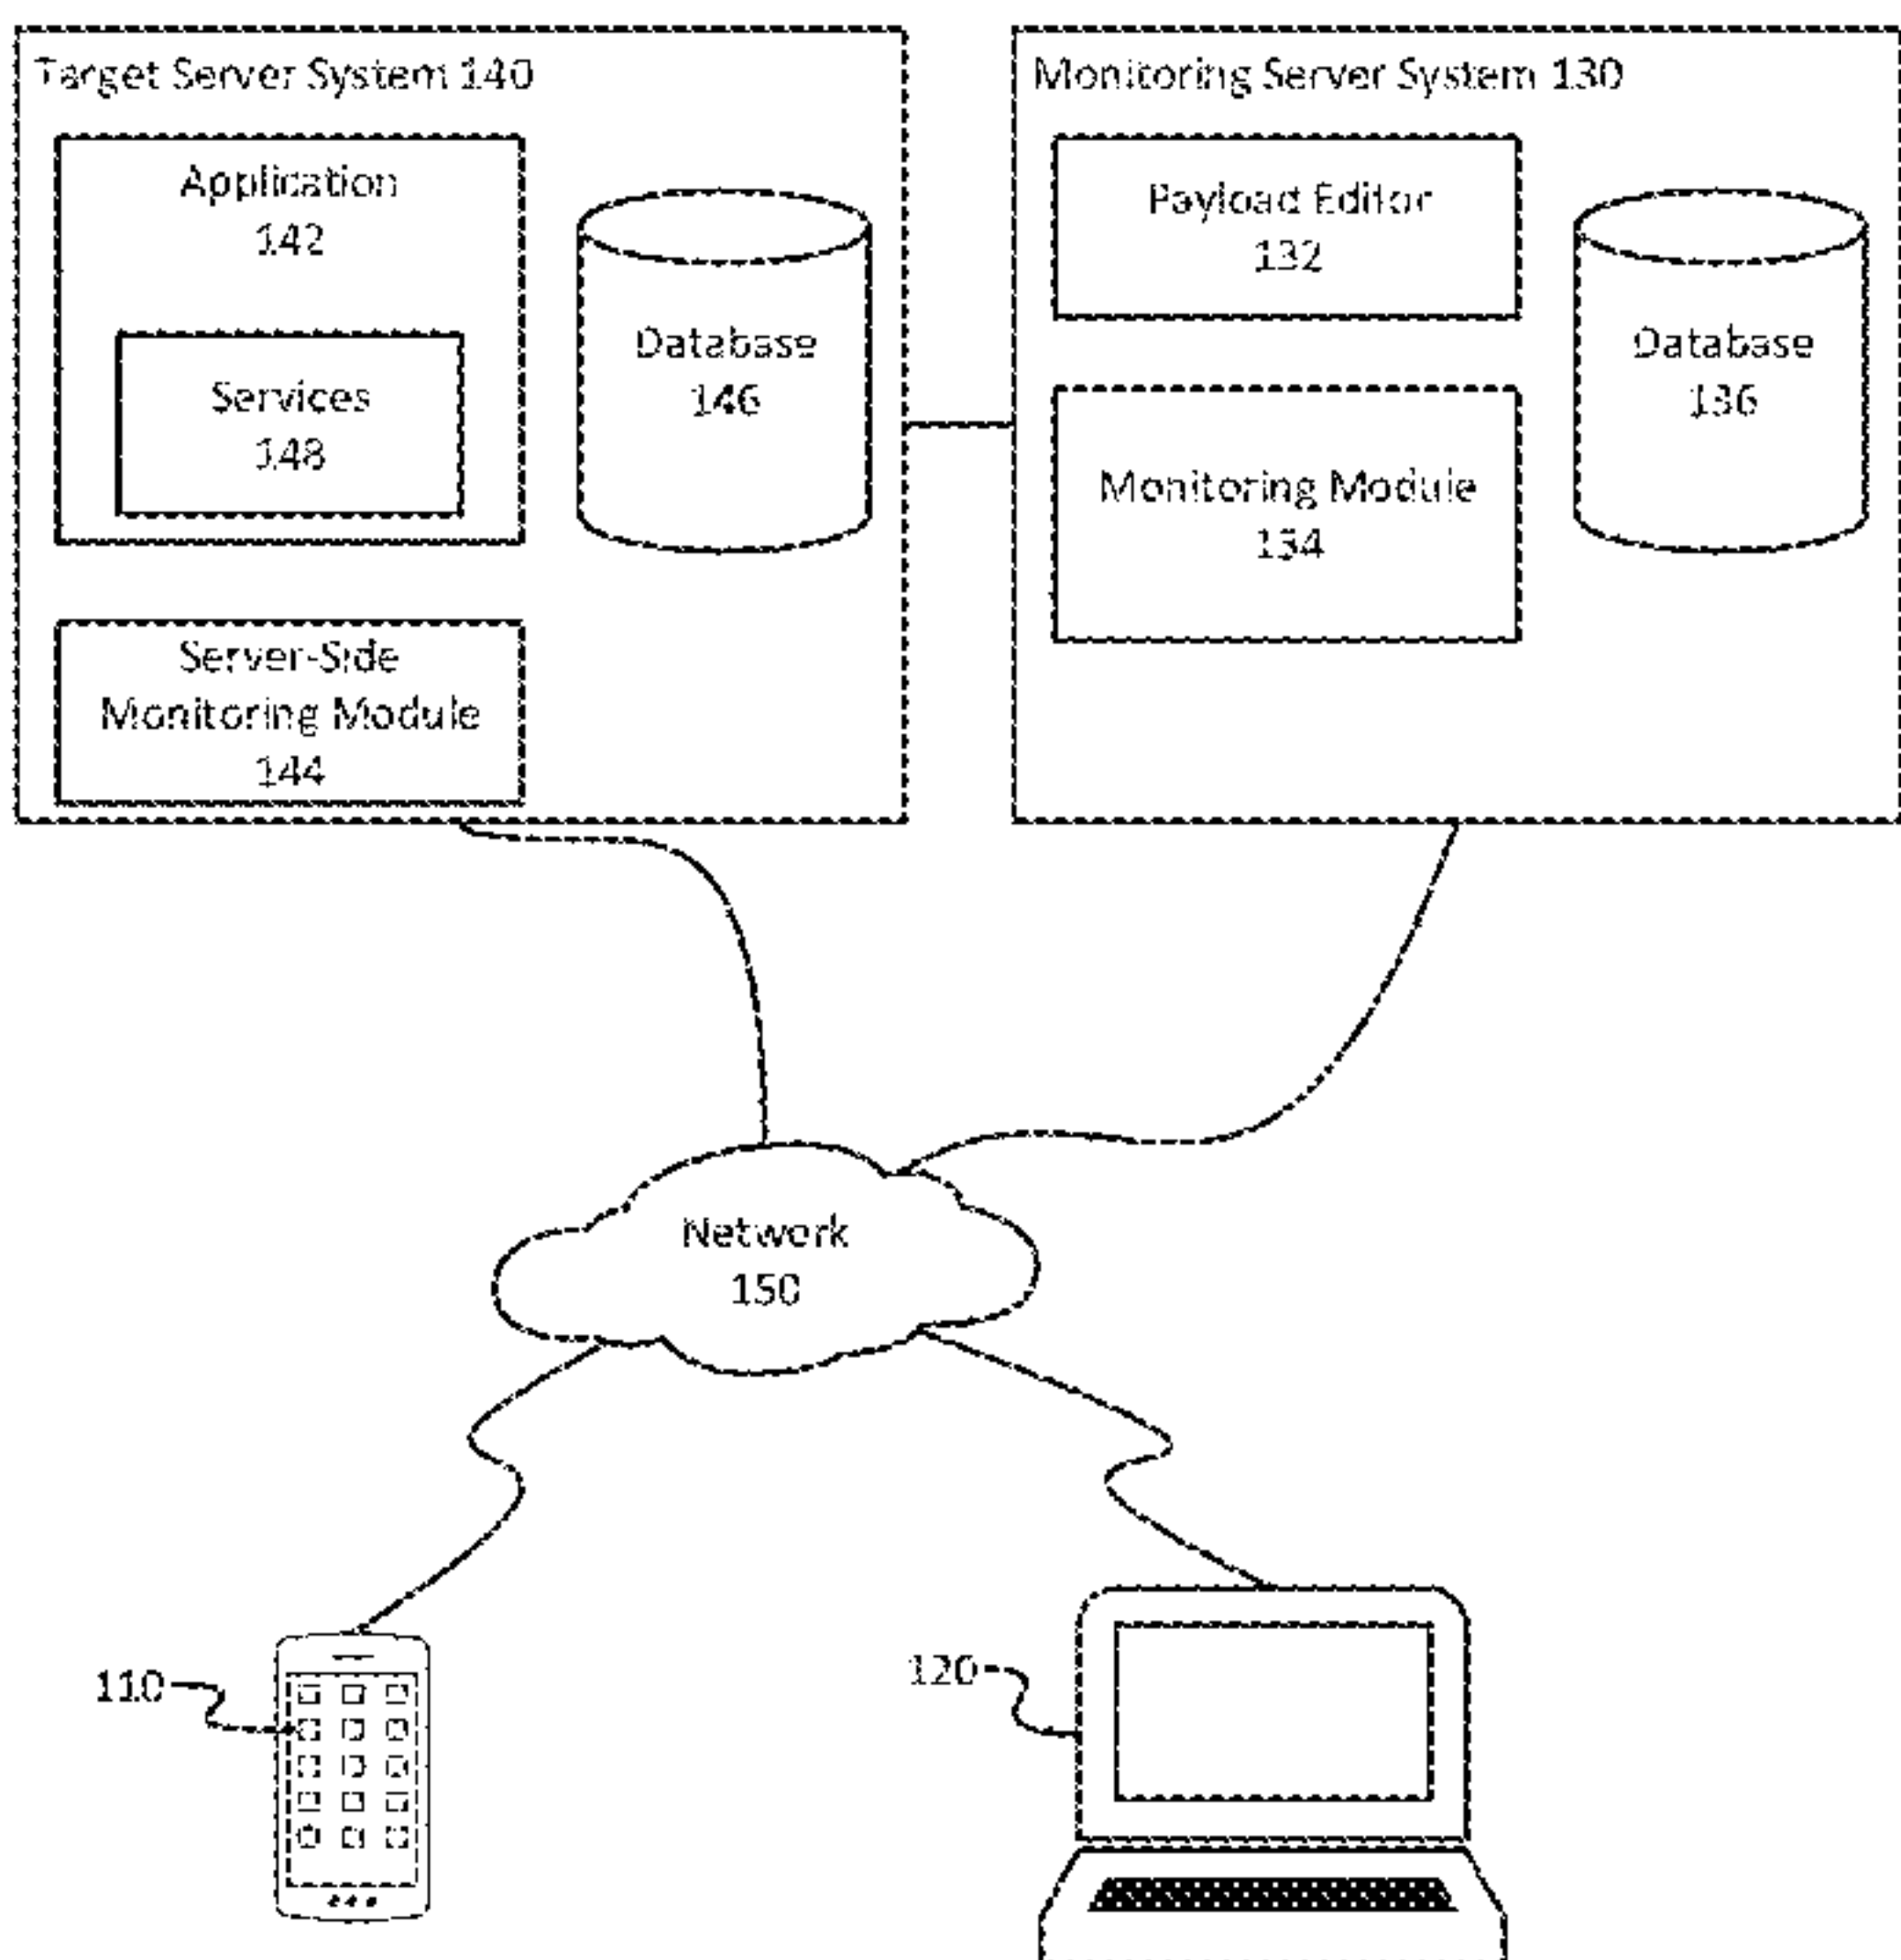 Target Server System 140
Application
142
Services
148
Database
146
Server-Side
Monitoring Module
144
Monitoring Server System 130
Payload Editor
132
Monitoring Module
134
Database
136
Network
150
110
120